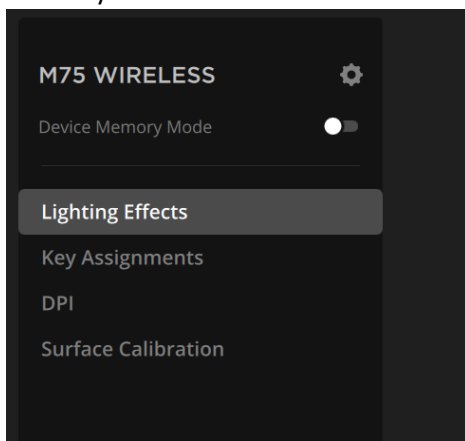 M75 WIRELESS
Device Memory Mode
Lighting Effects
Key Assignments
DPI
Surface Calibration